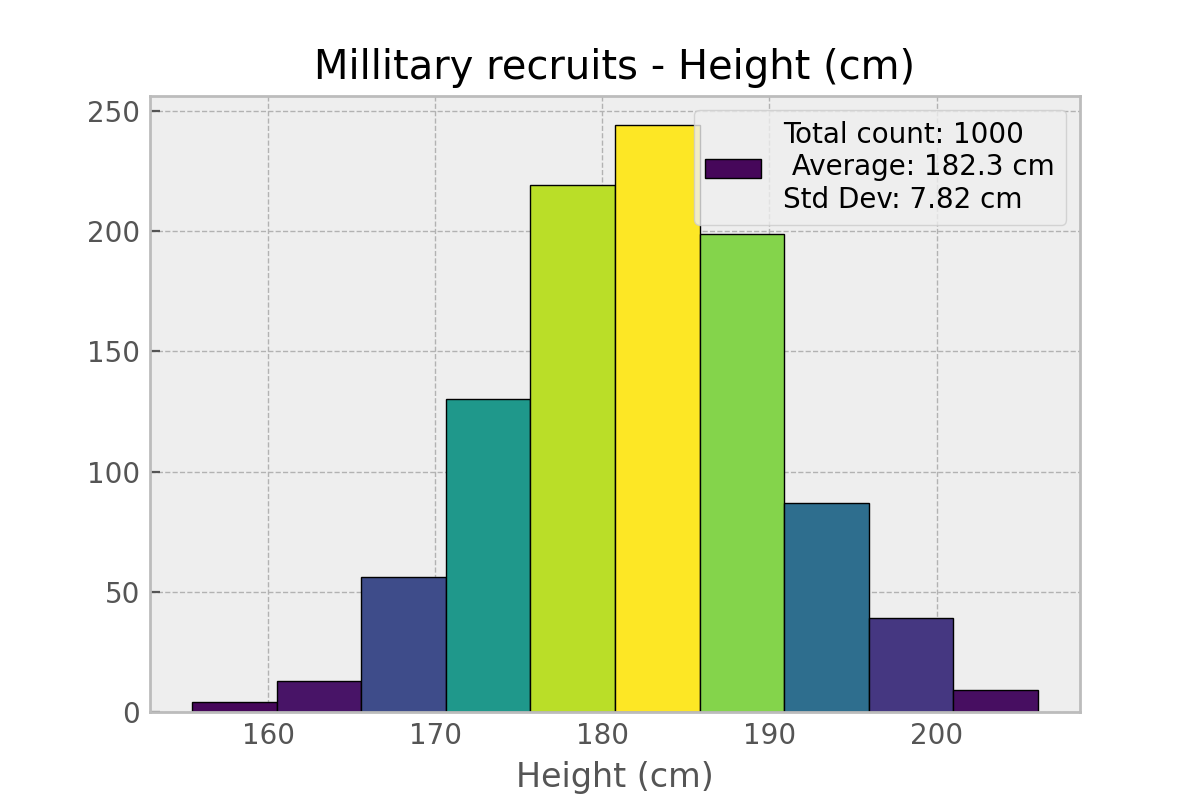 Millitary recruits - Height (cm)
250
200
150
100
50
0
Total count: 1000
Average: 182.3 cm
Std Dev: 7.82 cm
160 170 180 190 200
Height (cm)